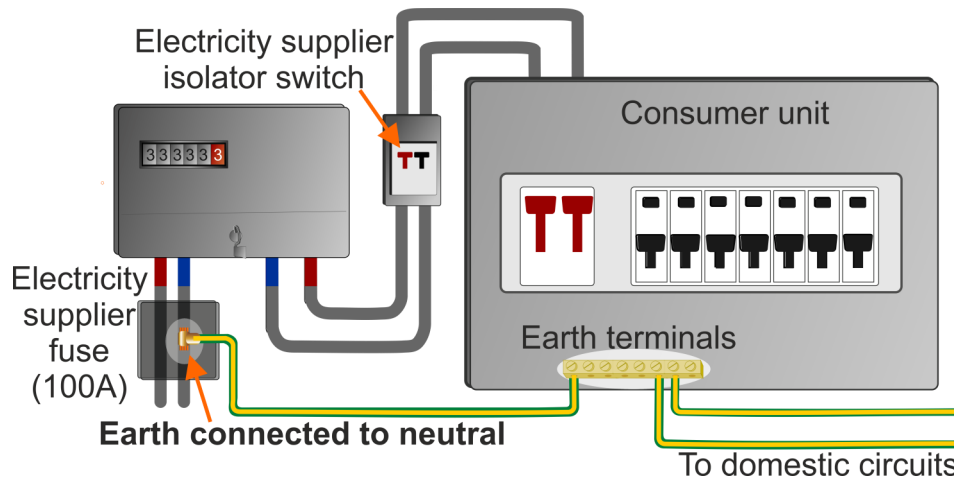 Electricity supplier
isolator switch
Consumer unit
333333
Electricity
supplier
fuse
(100A)
Earth terminals
Earth connected to neutral
To domestic circuits